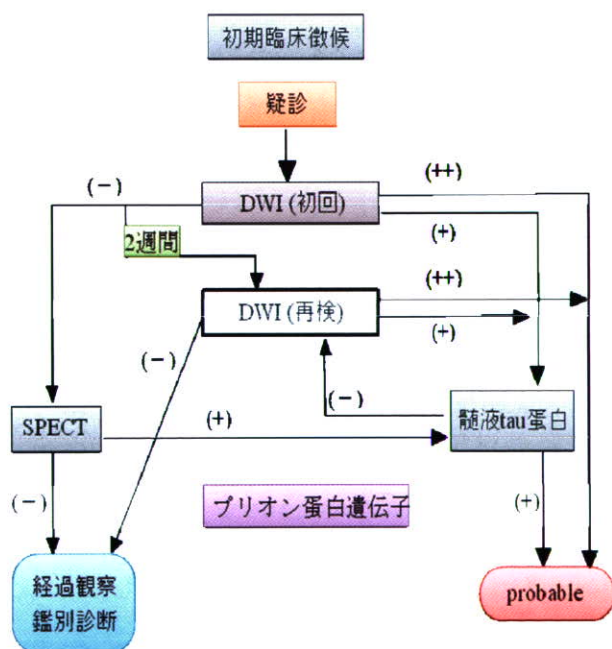 初期臨床徴候
疑診
(−)
DWI (初回)
(++)
(+)
2週間
DWI (再検)
(++)
(+)
(−)
(−)
SPECT
(+)
髄液tau蛋白
(−)
プリオン蛋白遺伝子
(+)
経過観察
鑑別診断
probable